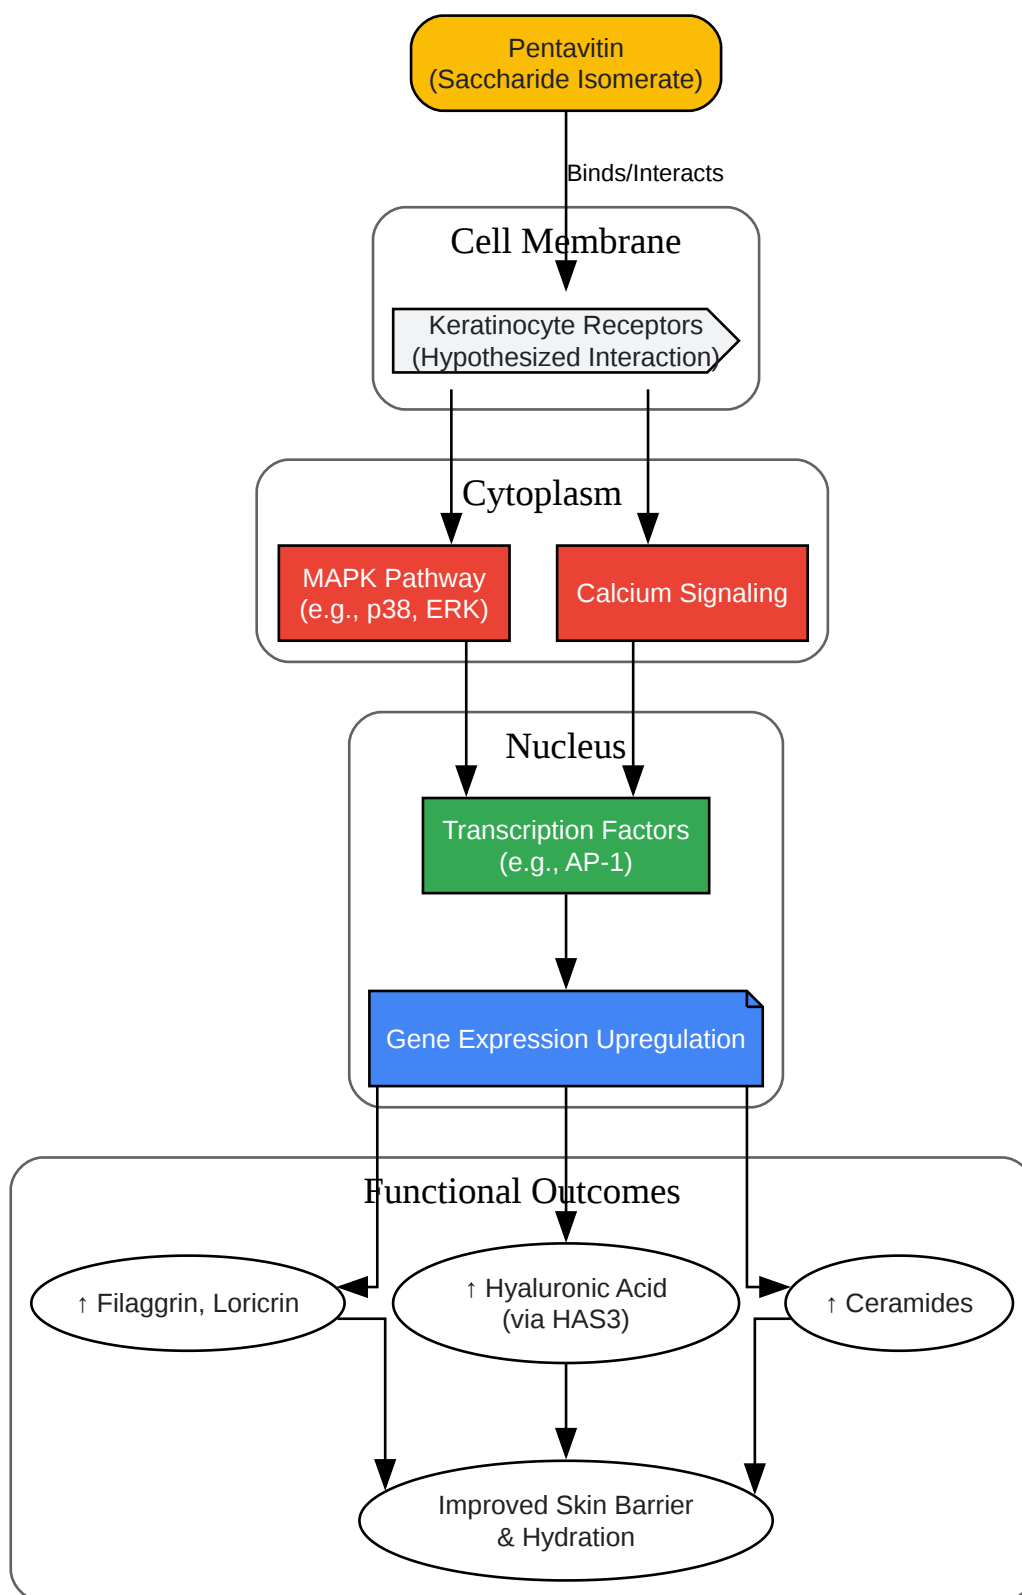 Pentavitin
(Saccharide Isomerate)
Binds/Interacts
Cell Membrane
Keratinocyte Receptors
(Hypothesized Interaction)
Cytoplasm
MAPK Pathway
(e.g., p38, ERK)
Calcium Signaling
Nucleus
Transcription Factors
(e.g., AP-1)
Gene Expression Upregulation
Functional Outcomes
↑ Filaggrin, Loricrin
↑ Hyaluronic Acid
(via HAS3)
↑ Ceramides
Improved Skin Barrier
& Hydration